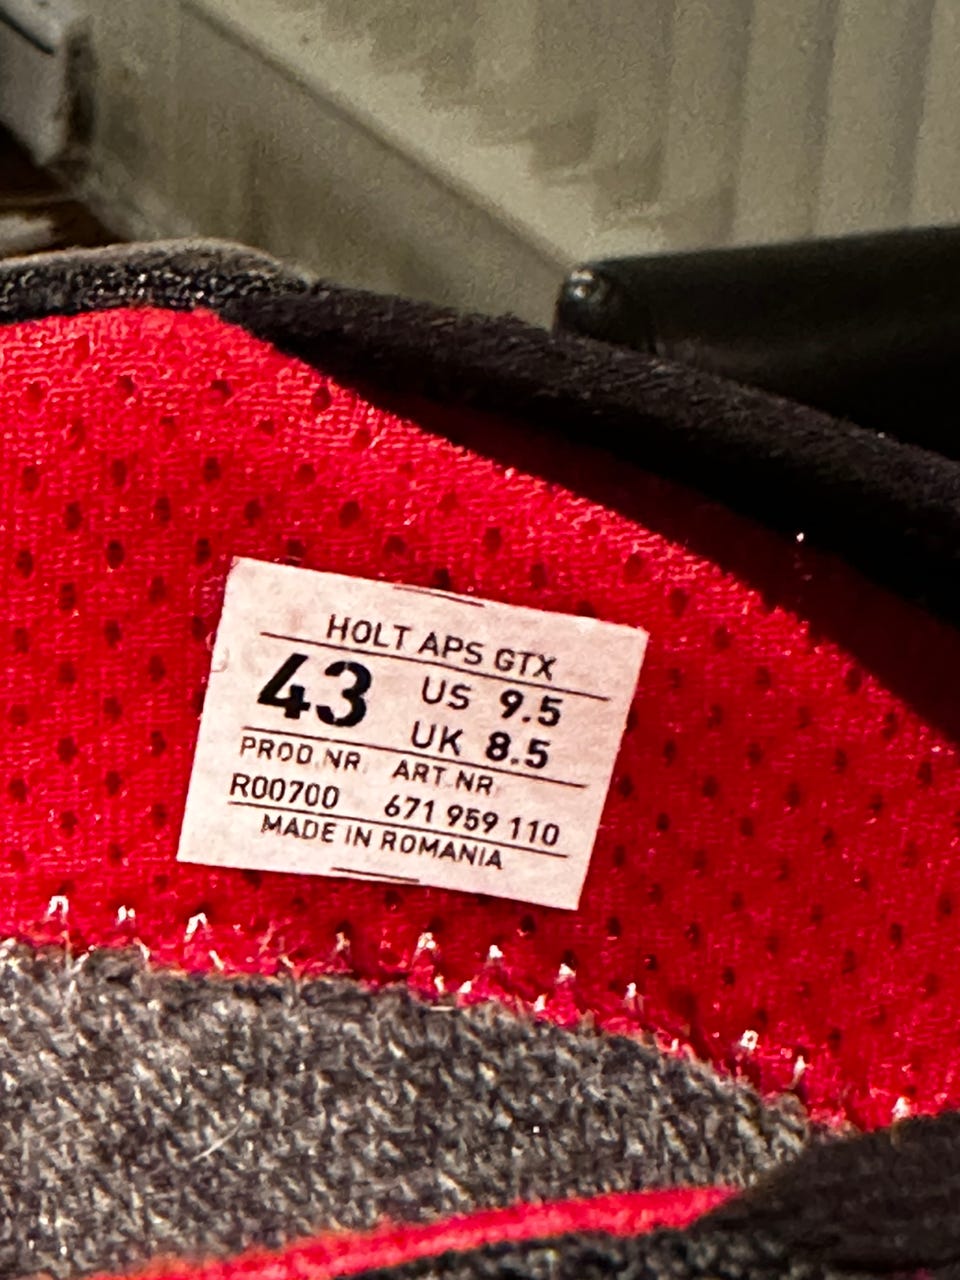 HOLT APS GTX
43 US 9.5
UK 8.5
PROD.NR. ART.NR.
R00700 671 959 110
MADE IN ROMANIA